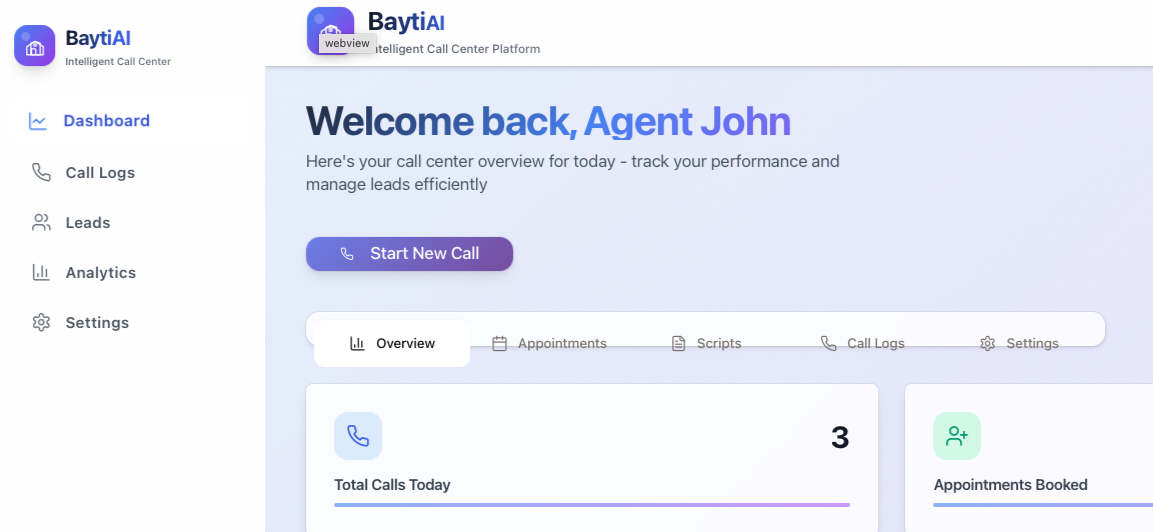 BaytiAI
Intelligent Call Center
Dashboard
Call Logs
Leads
Analytics
Settings
BaytiAI
webview
telligent Call Center Platform
Welcome back, Agent John
Here's your call center overview for today - track your performance and
manage leads efficiently
Start New Call
Overview
Appointments
Scripts
Call Logs
Settings
3
Total Calls Today
Appointments Booked